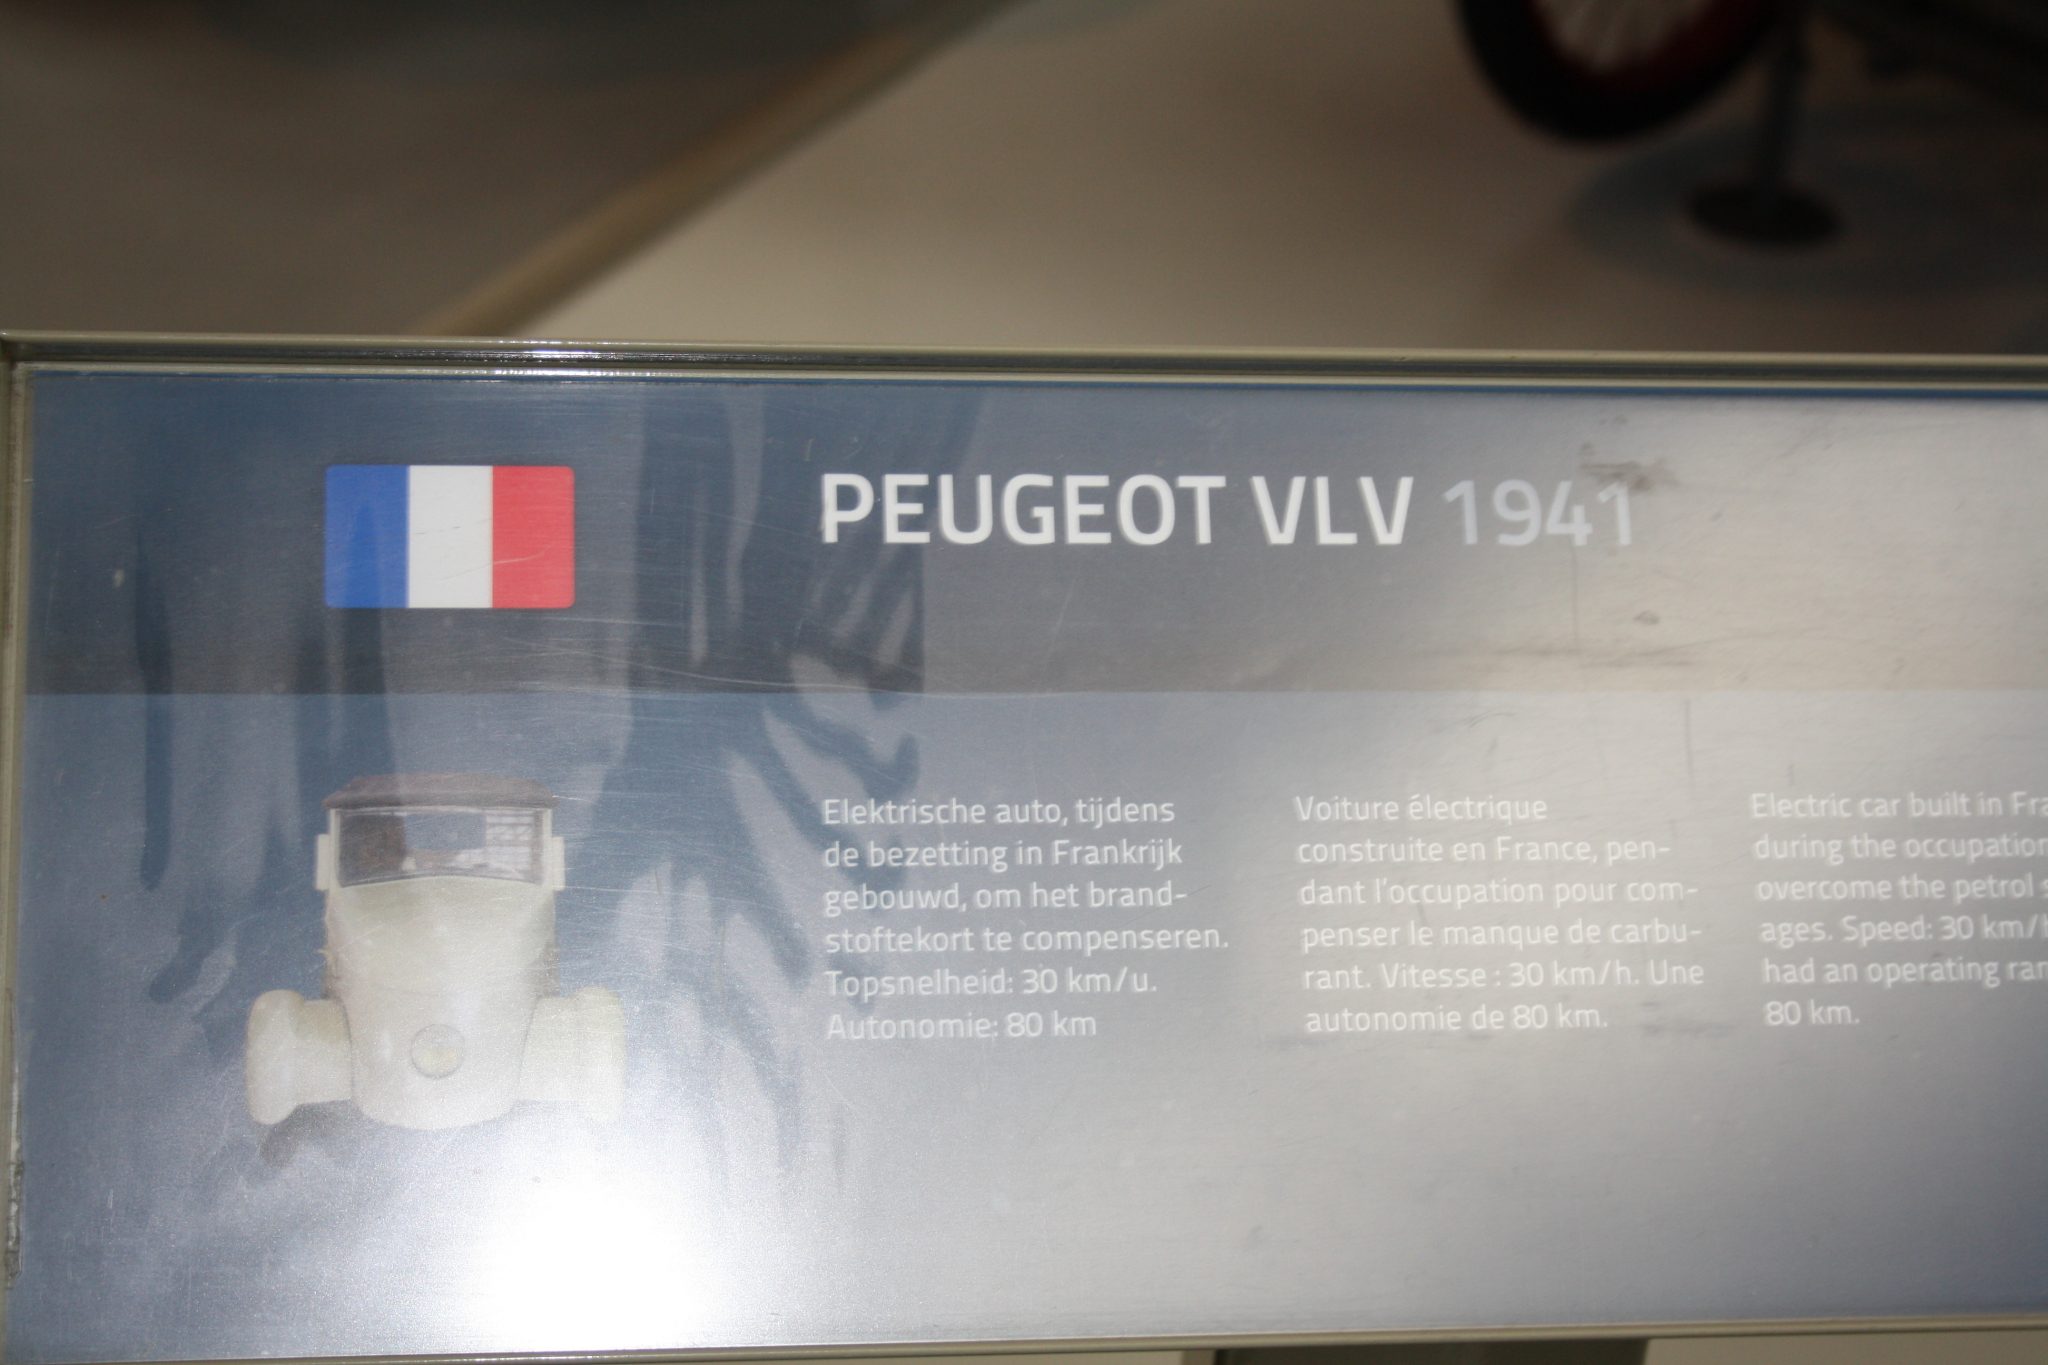 PEUGEOT VLV 1941
Elektrische auto, tijdens
de bezetting in Frankrijk
gebouwd, om het brand-
stoftekort te compenseren.
Topsnelheid: 30 km/u.
Autonomie: 80 km
Voiture électrique
construite en France, pen-
dant l'occupation pour com-
penser le manque de carbu-
rant. Vitesse : 30 km/h. Une
autonomie de 80 km.
Electric car built in
during the occupation
overcome the petrol
ages. Speed: 30 km/h
had an operating
80 km.